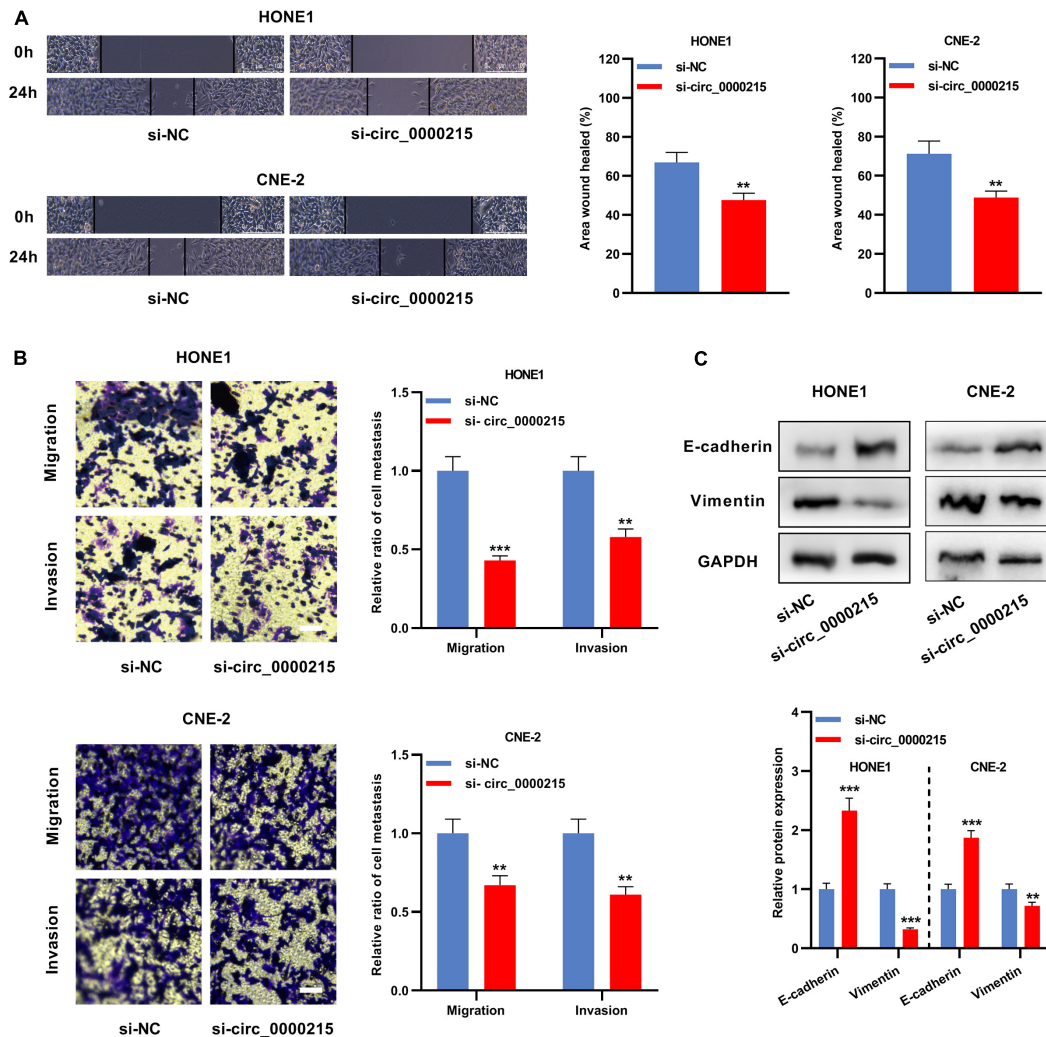 A
HONE1
0h
24h
si-NC
si-circ_0000215
CNE-2
0h
24h
si-NC
si-circ_0000215
HONE1
si-NC
si-circ_0000215
Area wound healed (%)
120
100
80
60
40
20
0
**
CNE-2
si-NC
si-circ_0000215
Area wound healed (%)
120
100
80
60
40
20
0
**
B
HONE1
Migration
Invasion
si-NC
si-circ_0000215
HONE1
si-NC
si- circ_0000215
Relative ratio of cell metastasis
1.5
1.0
0.5
0.0
***
**
Migration
Invasion
CNE-2
Migration
Invasion
si-NC
si-circ_0000215
CNE-2
si-NC
si- circ_0000215
Relative ratio of cell metastasis
1.5
1.0
0.5
0.0
**
**
Migration
Invasion
C
HONE1
CNE-2
E-cadherin
Vimentin
GAPDH
si-NC
si-circ_0000215
si-NC
si-circ_0000215
si-NC
si-circ_0000215
HONE1
CNE-2
Relative protein expression
4
3
2
1
0
***
***
***
**
E-cadherin
Vimentin
E-cadherin
Vimentin